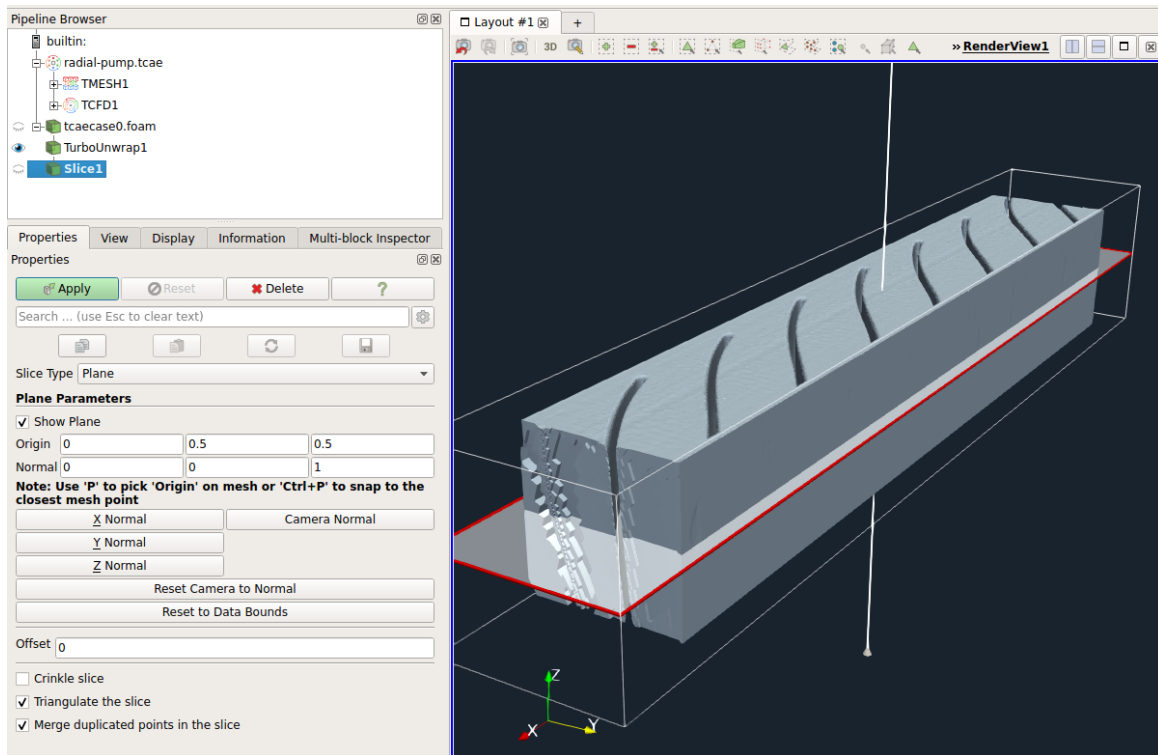 Pipeline Browser
builtin:
radial-pump.tcae
TMESH1
TCFD1
tcaecase0.foam
TurboUnwrap1
Slice1
Properties View Display Information Multi-block Inspector
Properties
Apply Reset Delete ?
Search ... (use Esc to clear text)
Slice Type Plane
Plane Parameters
Show Plane
Origin 0 0.5 0.5
Normal 0 0 1
Note: Use 'P' to pick 'Origin' on mesh or 'Ctrl+P' to snap to the
closest mesh point
X Normal Camera Normal
Y Normal
Z Normal
Reset Camera to Normal
Reset to Data Bounds
Offset 0
Crinkle slice
Triangulate the slice
Merge duplicated points in the slice
Layout #1 +
3D » RenderView1
Z
X Y